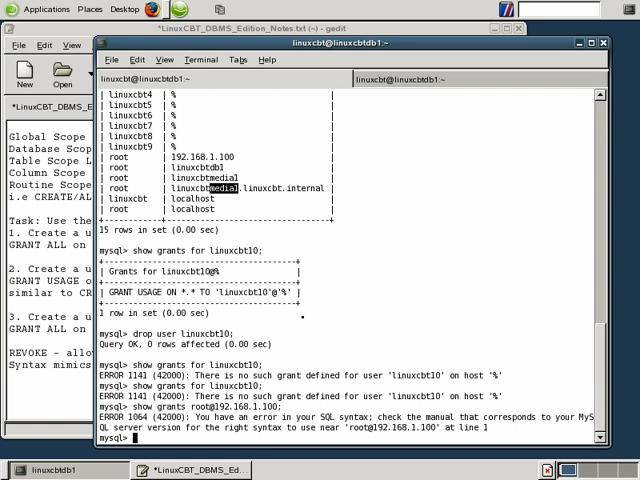 Applications Places Desktop
*LinuxCBT_DBMS_Edition_Notes.txt (~) - gedit
File Edit View
New
Open
*LinuxCBT_DBMS_E
Global Scope
Database Scop
Table Scope L
Column Scope
Routine Scope
i.e CREATE/AL
Task: Use the
1. Create a u
GRANT ALL on
2. Create a u
GRANT USAGE o
similar to CR
3. Create a u
GRANT ALL on
REVOKE - allo
Syntax mimics
linuxcbt@linuxcbtdb1:~
File Edit View Terminal Tabs Help
linuxcbt@linuxcbtdb1:~
linuxcbt@linuxcbtdb1:~
| linuxcbt4 | % |
| linuxcbt5 | % |
| linuxcbt6 | % |
| linuxcbt7 | % |
| linuxcbt8 | % |
| linuxcbt9 | % |
| root | 192.168.1.100 |
| root | linuxcbtdb1 |
| root | linuxcbtmedia1 |
| root | linuxcbtmedia1.linuxcbt.internal |
| linuxcbt | localhost |
| root | localhost |
+-----------+----------------------------------+
15 rows in set (0.00 sec)
mysql> show grants for linuxcbt10;
+---------------------------------------+
| Grants for linuxcbt10@% |
+---------------------------------------+
| GRANT USAGE ON *.* TO 'linuxcbt10'@'%' |
+---------------------------------------+
1 row in set (0.00 sec)
mysql> drop user linuxcbt10;
Query OK, 0 rows affected (0.00 sec)
mysql> show grants for linuxcbt10;
ERROR 1141 (42000): There is no such grant defined for user 'linuxcbt10' on host '%'
mysql> show grants for linuxcbt10;
ERROR 1141 (42000): There is no such grant defined for user 'linuxcbt10' on host '%'
mysql> show grants root@192.168.1.100;
ERROR 1064 (42000): You have an error in your SQL syntax; check the manual that corresponds to your MyS
QL server version for the right syntax to use near 'root@192.168.1.100' at line 1
mysql>
linuxcbtdb1
*LinuxCBT_DBMS_Ed...